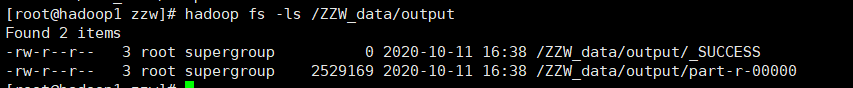 [root@hadoop1 zzw]# hadoop fs -ls /ZZW_data/output
Found 2 items
-rw-r--r--   3 root supergroup          0 2020-10-11 16:38 /ZZW_data/output/_SUCCESS
-rw-r--r--   3 root supergroup    2529169 2020-10-11 16:38 /ZZW_data/output/part-r-00000
[root@hadoop1 zzw]#